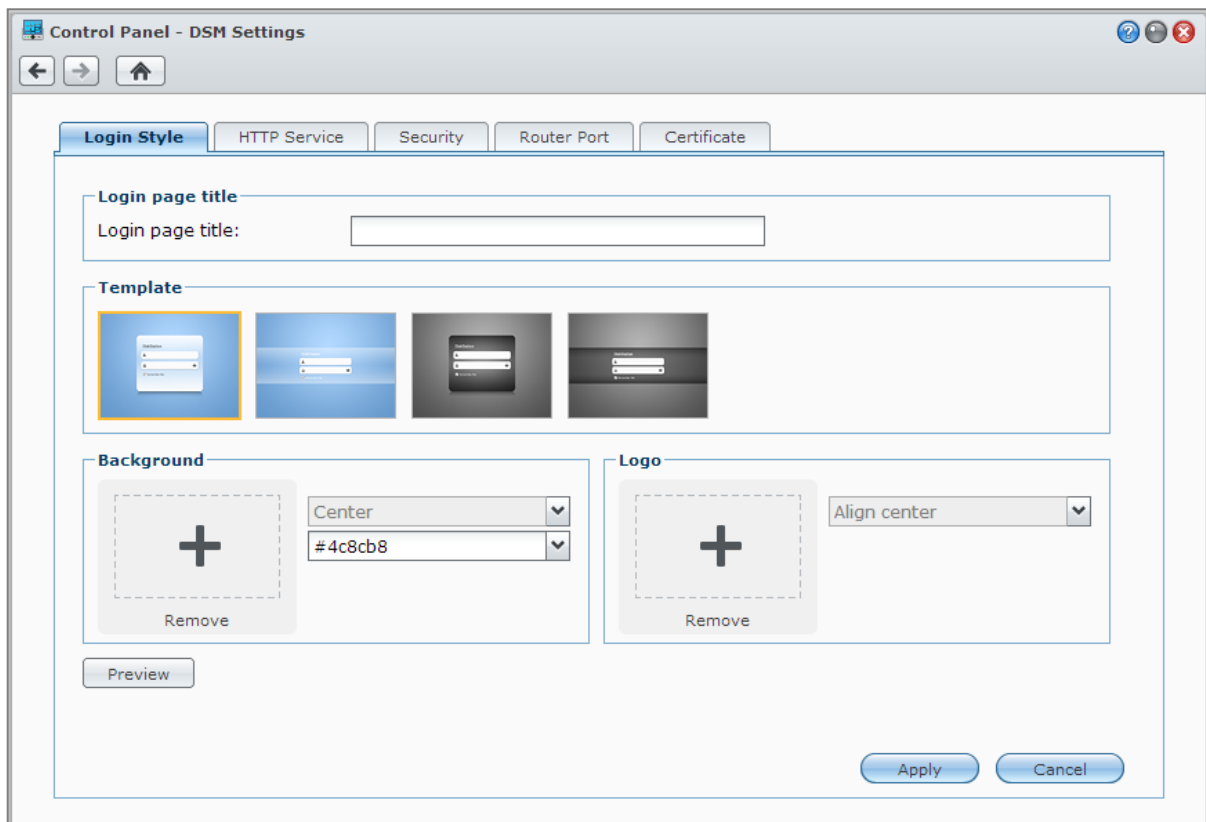 Control Panel - DSM Settings
Login Style HTTP Service Security Router Port Certificate
Login page title
Login page title:
Template
Background
Center
#4c8cb8
Remove
Logo
Align center
Remove
Preview
Apply Cancel